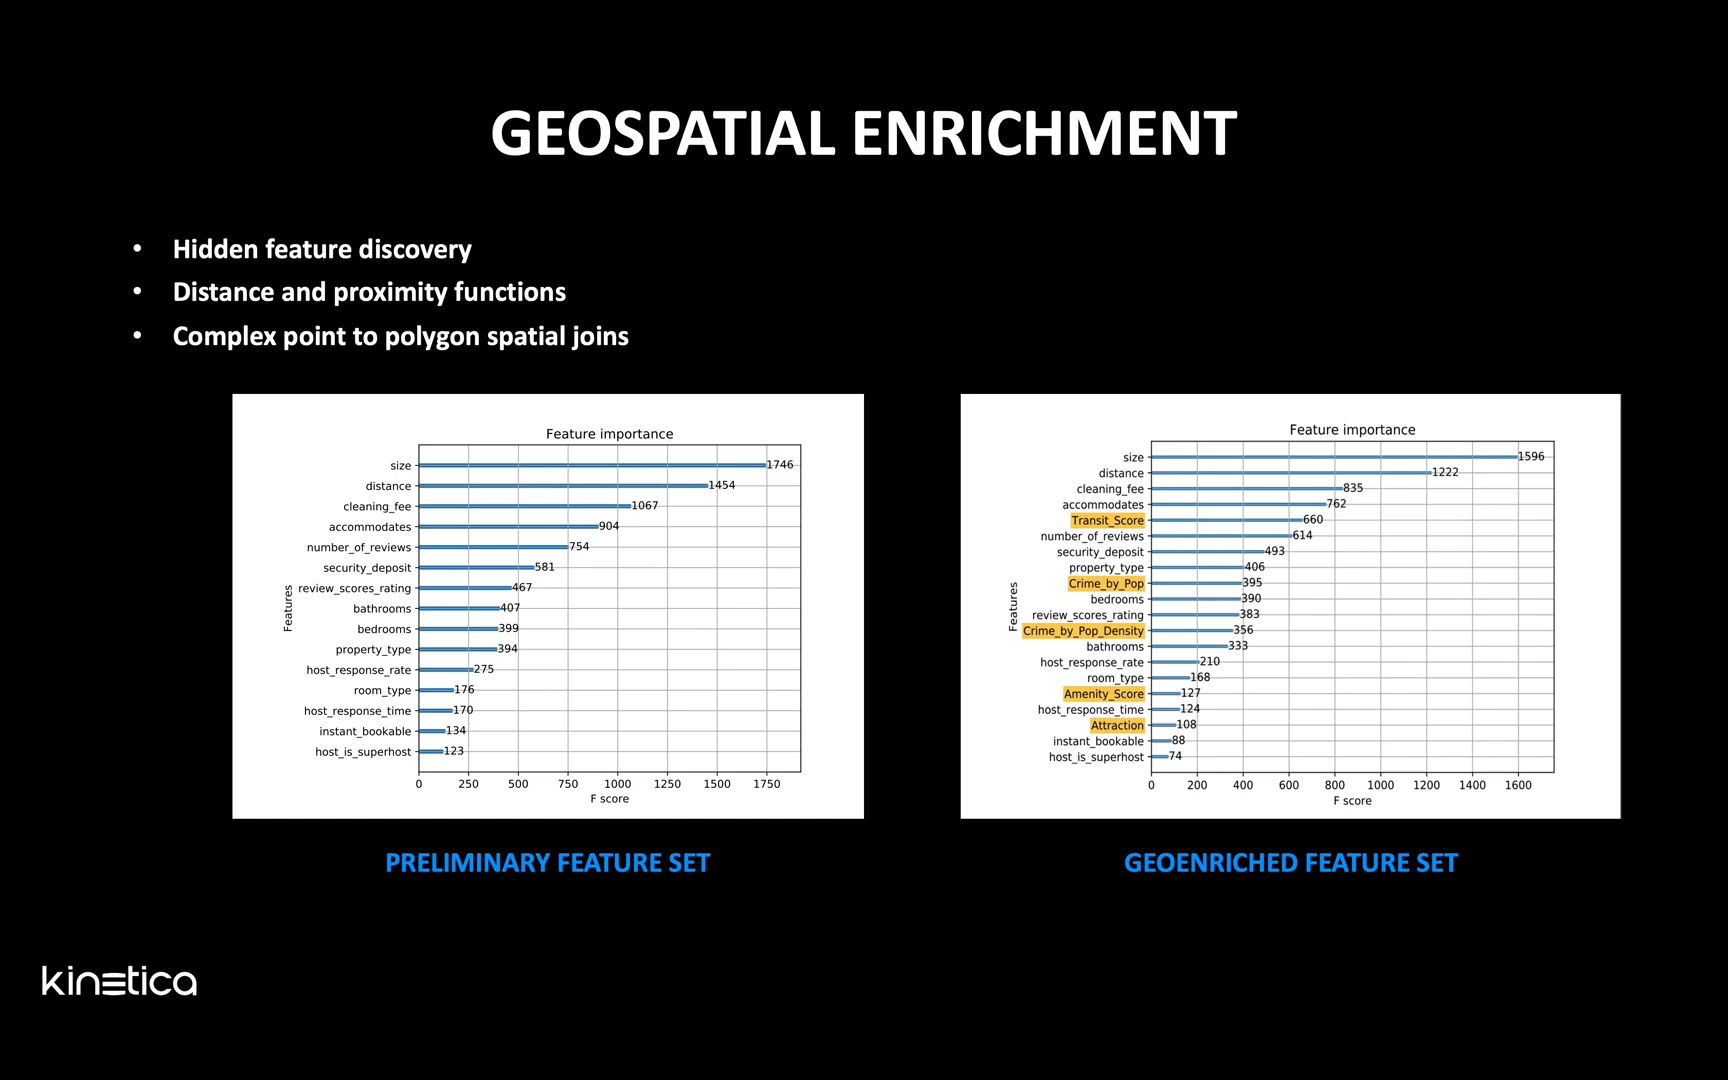 GEOSPATIAL ENRICHMENT
• Hidden feature discovery
• Distance and proximity functions
• Complex point to polygon spatial joins
Feature importance
Features
size 1746
distance 1454
cleaning_fee 1067
accommodates 904
number_of_reviews 754
security_deposit 581
review_scores_rating 467
bathrooms 407
bedrooms 399
property_type 394
host_response_rate 275
room_type 176
host_response_time 170
instant_bookable 134
host_is_superhost 123
0 250 500 750 1000 1250 1500 1750
F score
PRELIMINARY FEATURE SET
Feature importance
Features
size 1596
distance 1222
cleaning_fee 835
accommodates 762
Transit_Score 660
number_of_reviews 614
security_deposit 493
property_type 406
Crime_by_Pop 395
bedrooms 390
review_scores_rating 383
Crime_by_Pop_Density 356
bathrooms 333
host_response_rate 210
room_type 168
Amenity_Score 127
host_response_time 124
Attraction 108
instant_bookable 88
host_is_superhost 74
0 200 400 600 800 1000 1200 1400 1600
F score
GEOENRICHED FEATURE SET
kinetica